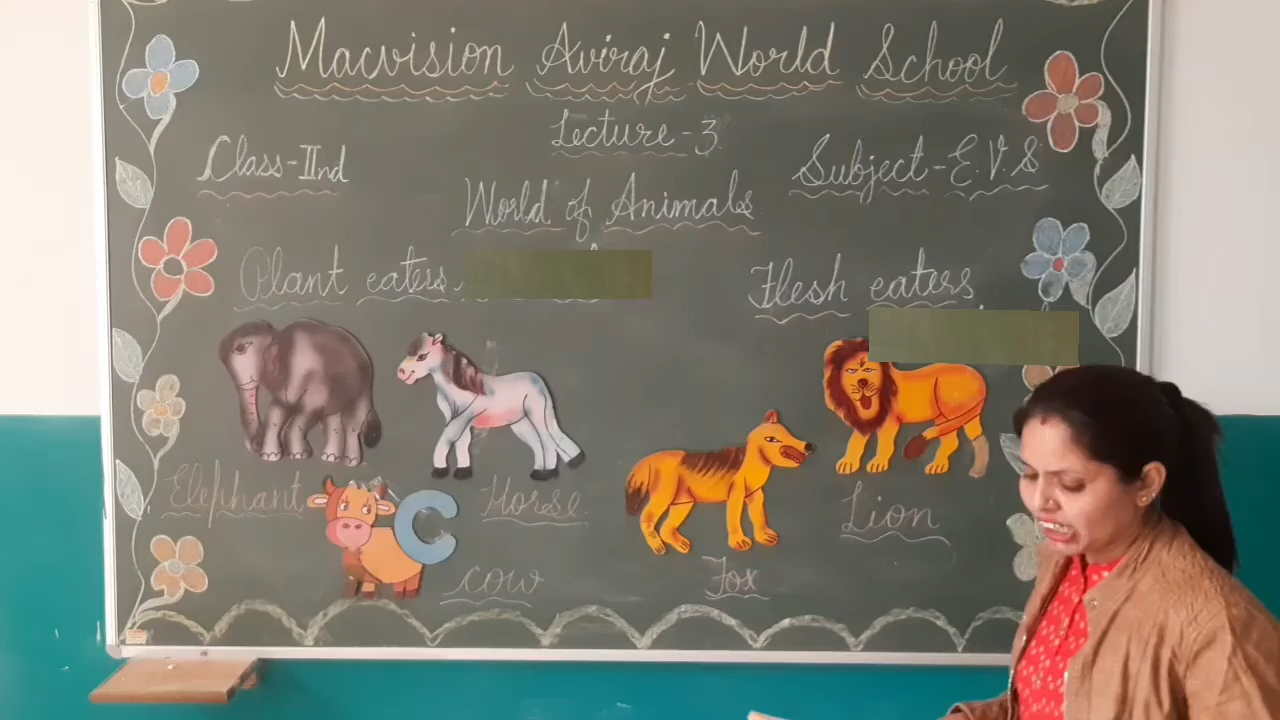 Macvision Aviraj World School
Lecture-3
Class-IInd
Subject-E.V.S
World of Animals
Plant eaters
Flesh eaters
Elephant
Horse
C
cow
Fox
Lion